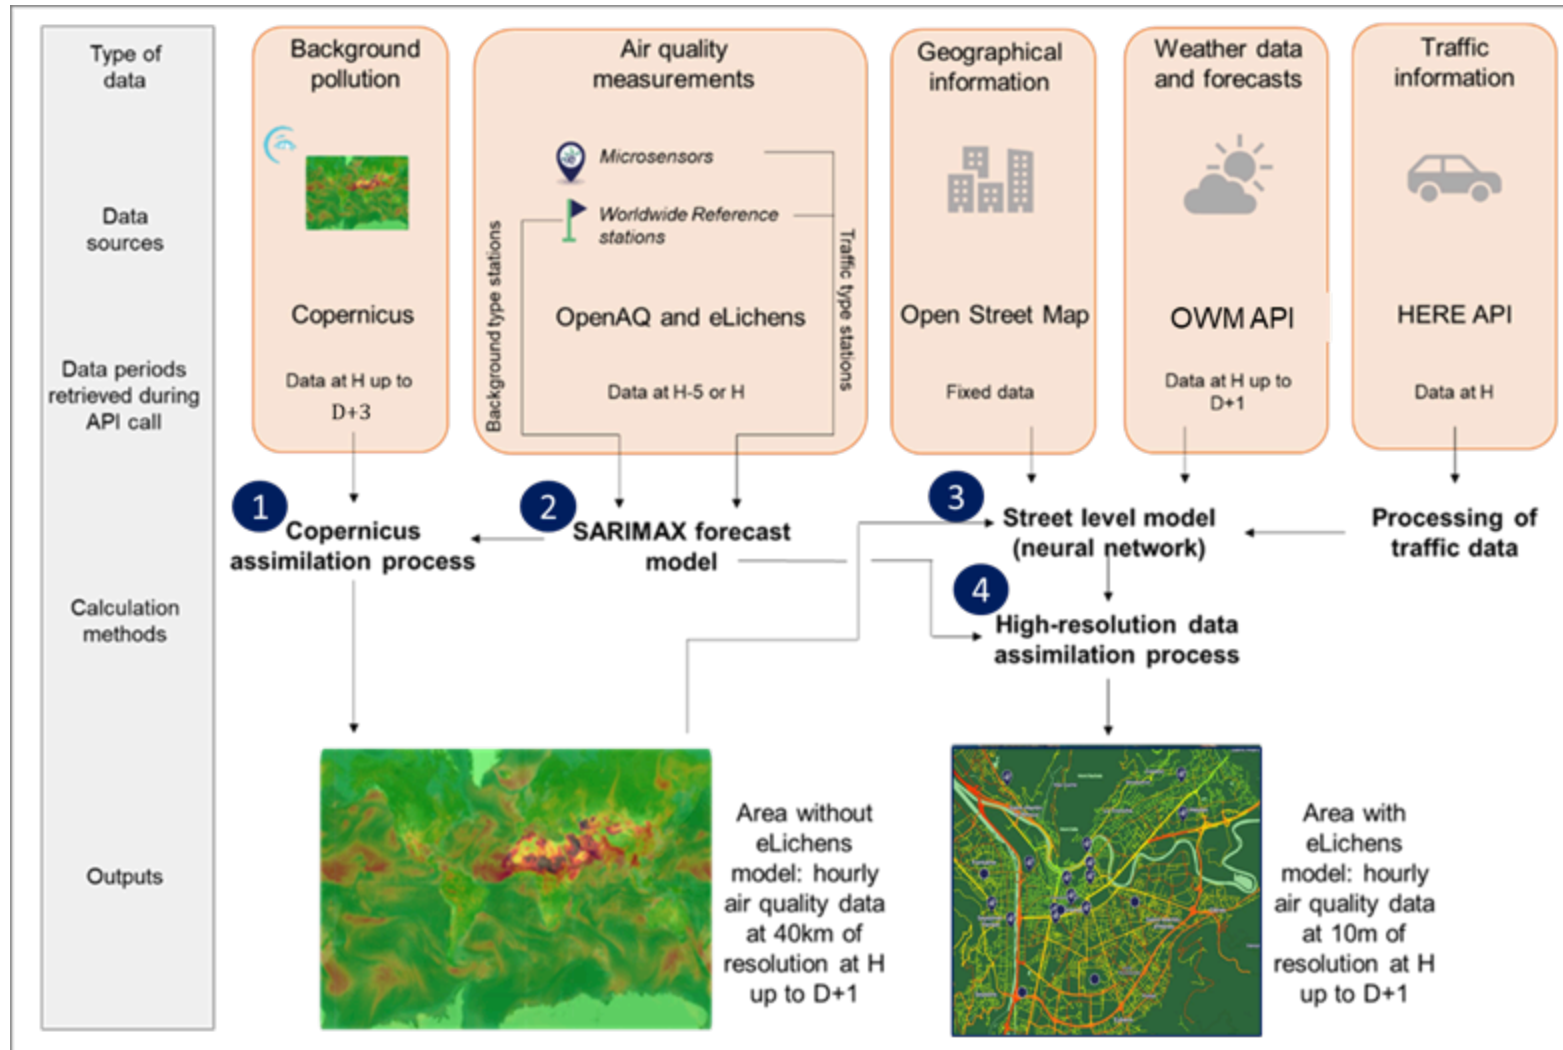 Type of
data
Background
pollution
Air quality
measurements
Geographical
information
Weather data
and forecasts
Traffic
information
Data
sources
Microsensors
Worldwide Reference
stations
Background type stations
Traffic type stations
Copernicus
OpenAQ and eLichens
Open Street Map
OWM API
HERE API
Data periods
retrieved during
API call
Data at H up to
D+3
Data at H-5 or H
Fixed data
Data at H up to
D+1
Data at H
Calculation
methods
1
Copernicus
assimilation process
2
SARIMAX forecast
model
3
Street level model
(neural network)
Processing of
traffic data
4
High-resolution data
assimilation process
Outputs
Area without
eLichens
model: hourly
air quality data
at 40km of
resolution at H
up to D+1
Area with
eLichens
model: hourly
air quality data
at 10m of
resolution at H
up to D+1